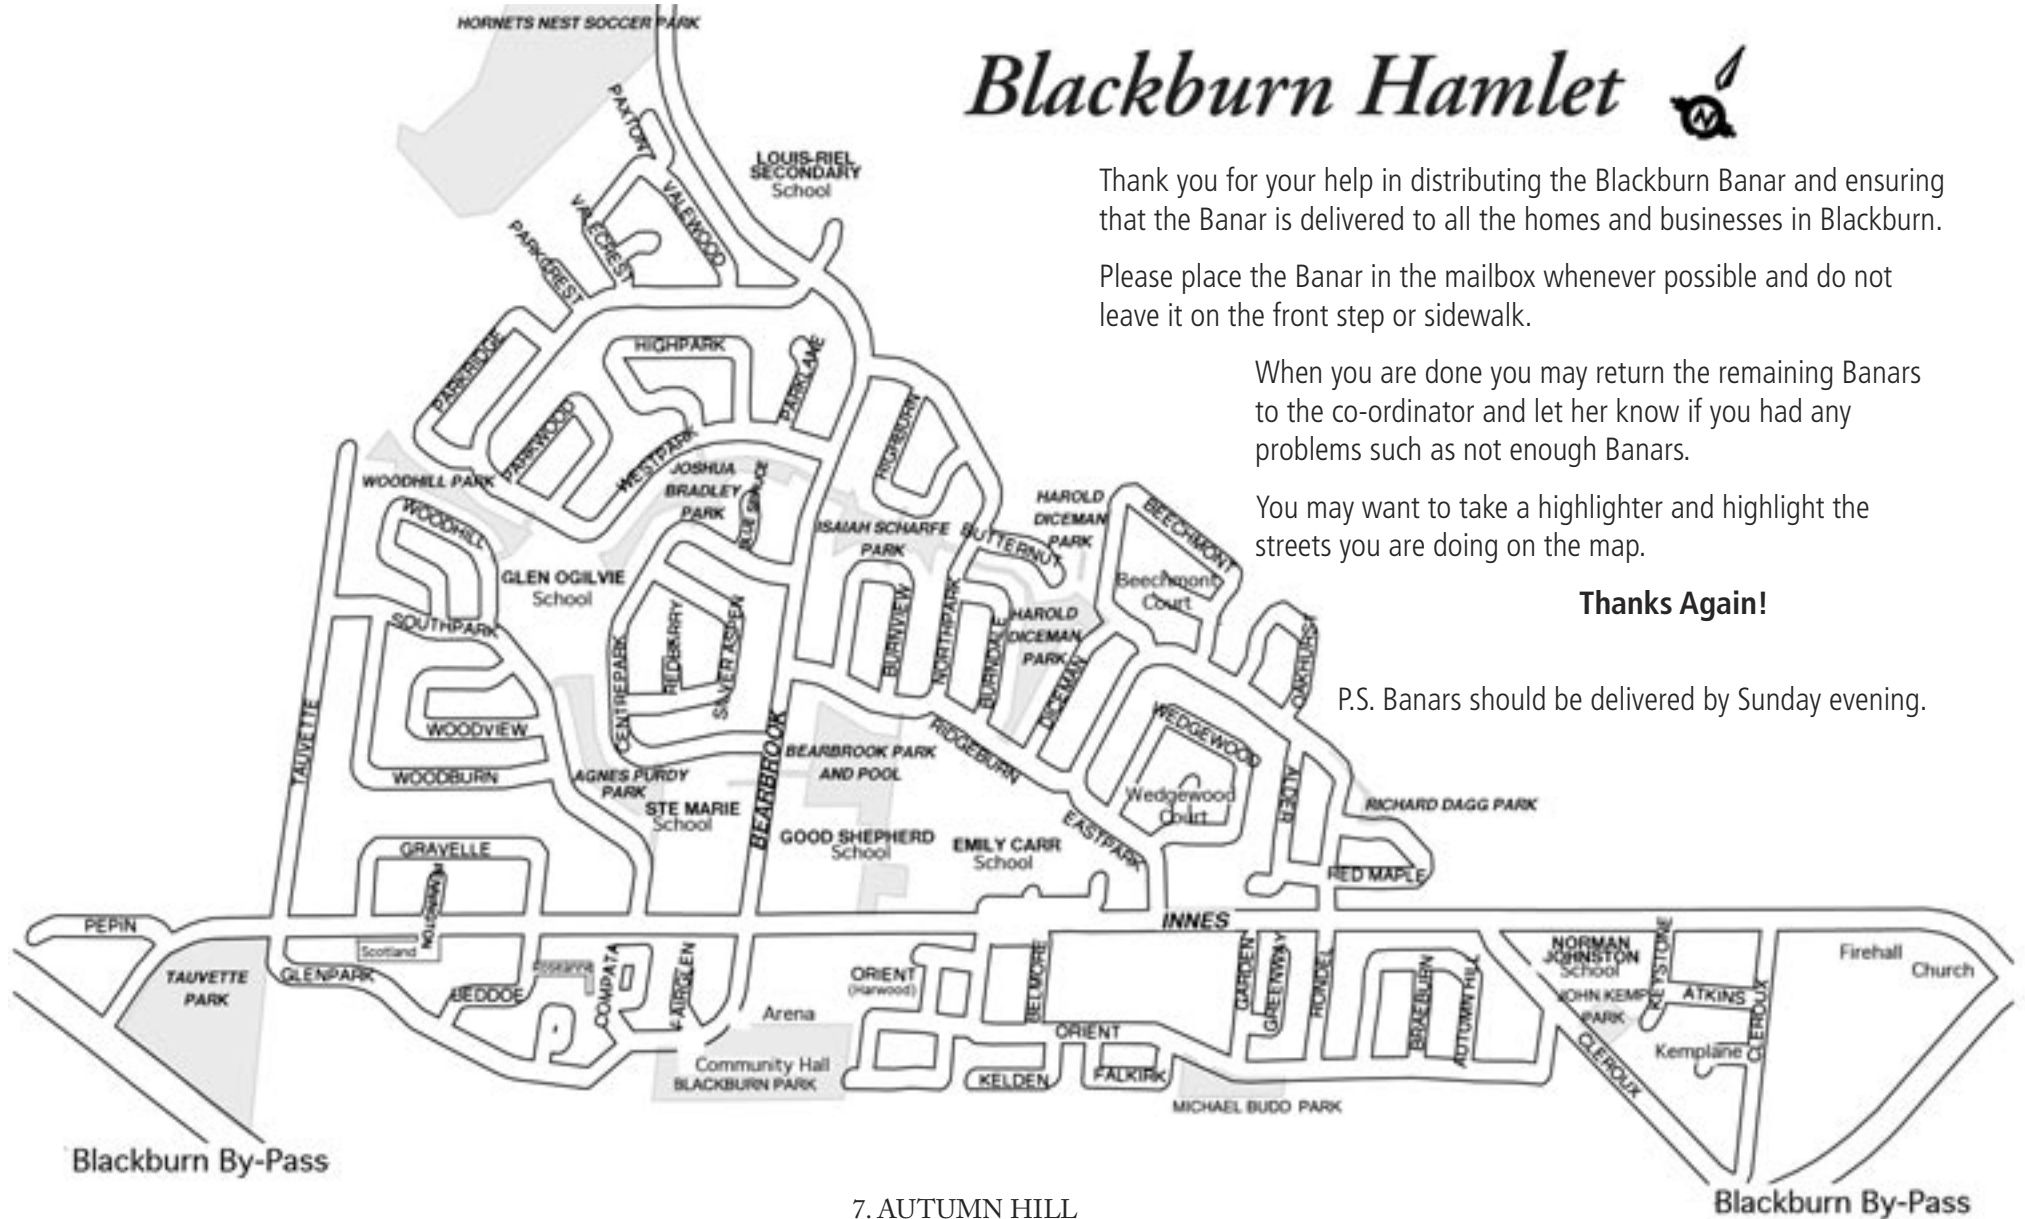 HORNETS NEST SOCCER PARK
Blackburn Hamlet
N
PAXTON
LOUIS-RIEL
SECONDARY
School
Thank you for your help in distributing the Blackburn Banar and ensuring
that the Banar is delivered to all the homes and businesses in Blackburn.
Please place the Banar in the mailbox whenever possible and do not
leave it on the front step or sidewalk.
When you are done you may return the remaining Banars
to the co-ordinator and let her know if you had any
problems such as not enough Banars.
You may want to take a highlighter and highlight the
streets you are doing on the map.
Thanks Again!
P.S. Banars should be delivered by Sunday evening.
VALEWOOD
VALECREST
PARKCREST
PARKRIDGE
HIGHPARK
PARKLANE
PARKWOOD
WESTPARK
HIGHBURN
WOODHILL PARK
JOSHUA
BRADLEY
PARK
BLUE SPRUCE
WOODHILL
ISAIAH SCHARFE
PARK
BUTTERNUT
HAROLD
DICEMAN
PARK
BEECHMONT
Beechmont
Court
GLEN OGILVIE
School
SOUTHPARK
CENTREPARK
REDBERRY
SILVER ASPEN
BURNVIEW
NORTHPARK
BURNDALE
HAROLD
DICEMAN
PARK
DICEMAN
OAKHURST
TAUVETTE
WOODVIEW
WOODBURN
AGNES PURDY
PARK
STE MARIE
School
BEARBROOK
BEARBROOK PARK
AND POOL
RIDGEBURN
WEDGEWOOD
Wedgewood
Court
ALDER
RICHARD DAGG PARK
GOOD SHEPHERD
School
EMILY CARR
School
EASTPARK
RED MAPLE
GRAVELLE
PENNINGTON
PEPIN
INNES
Scotland
TAUVETTE
PARK
GLENPARK
BEDDOE
Roseanne
COMPATA
FAIRGLEN
Arena
ORIENT
(Harwood)
BELMORE
ORIENT
GARDEN
GREENWAY
RONDEL
BRAEBURN
AUTUMN HILL
NORMAN
JOHNSTON
School
KEYSTONE
ATKINS
JOHN KEMP
PARK
CLEROUX
Kemplane
CLEROUX
Firehall
Church
Community Hall
BLACKBURN PARK
KELDEN
FALKIRK
MICHAEL BUDD PARK
Blackburn By-Pass
Blackburn By-Pass
7. AUTUMN HILL